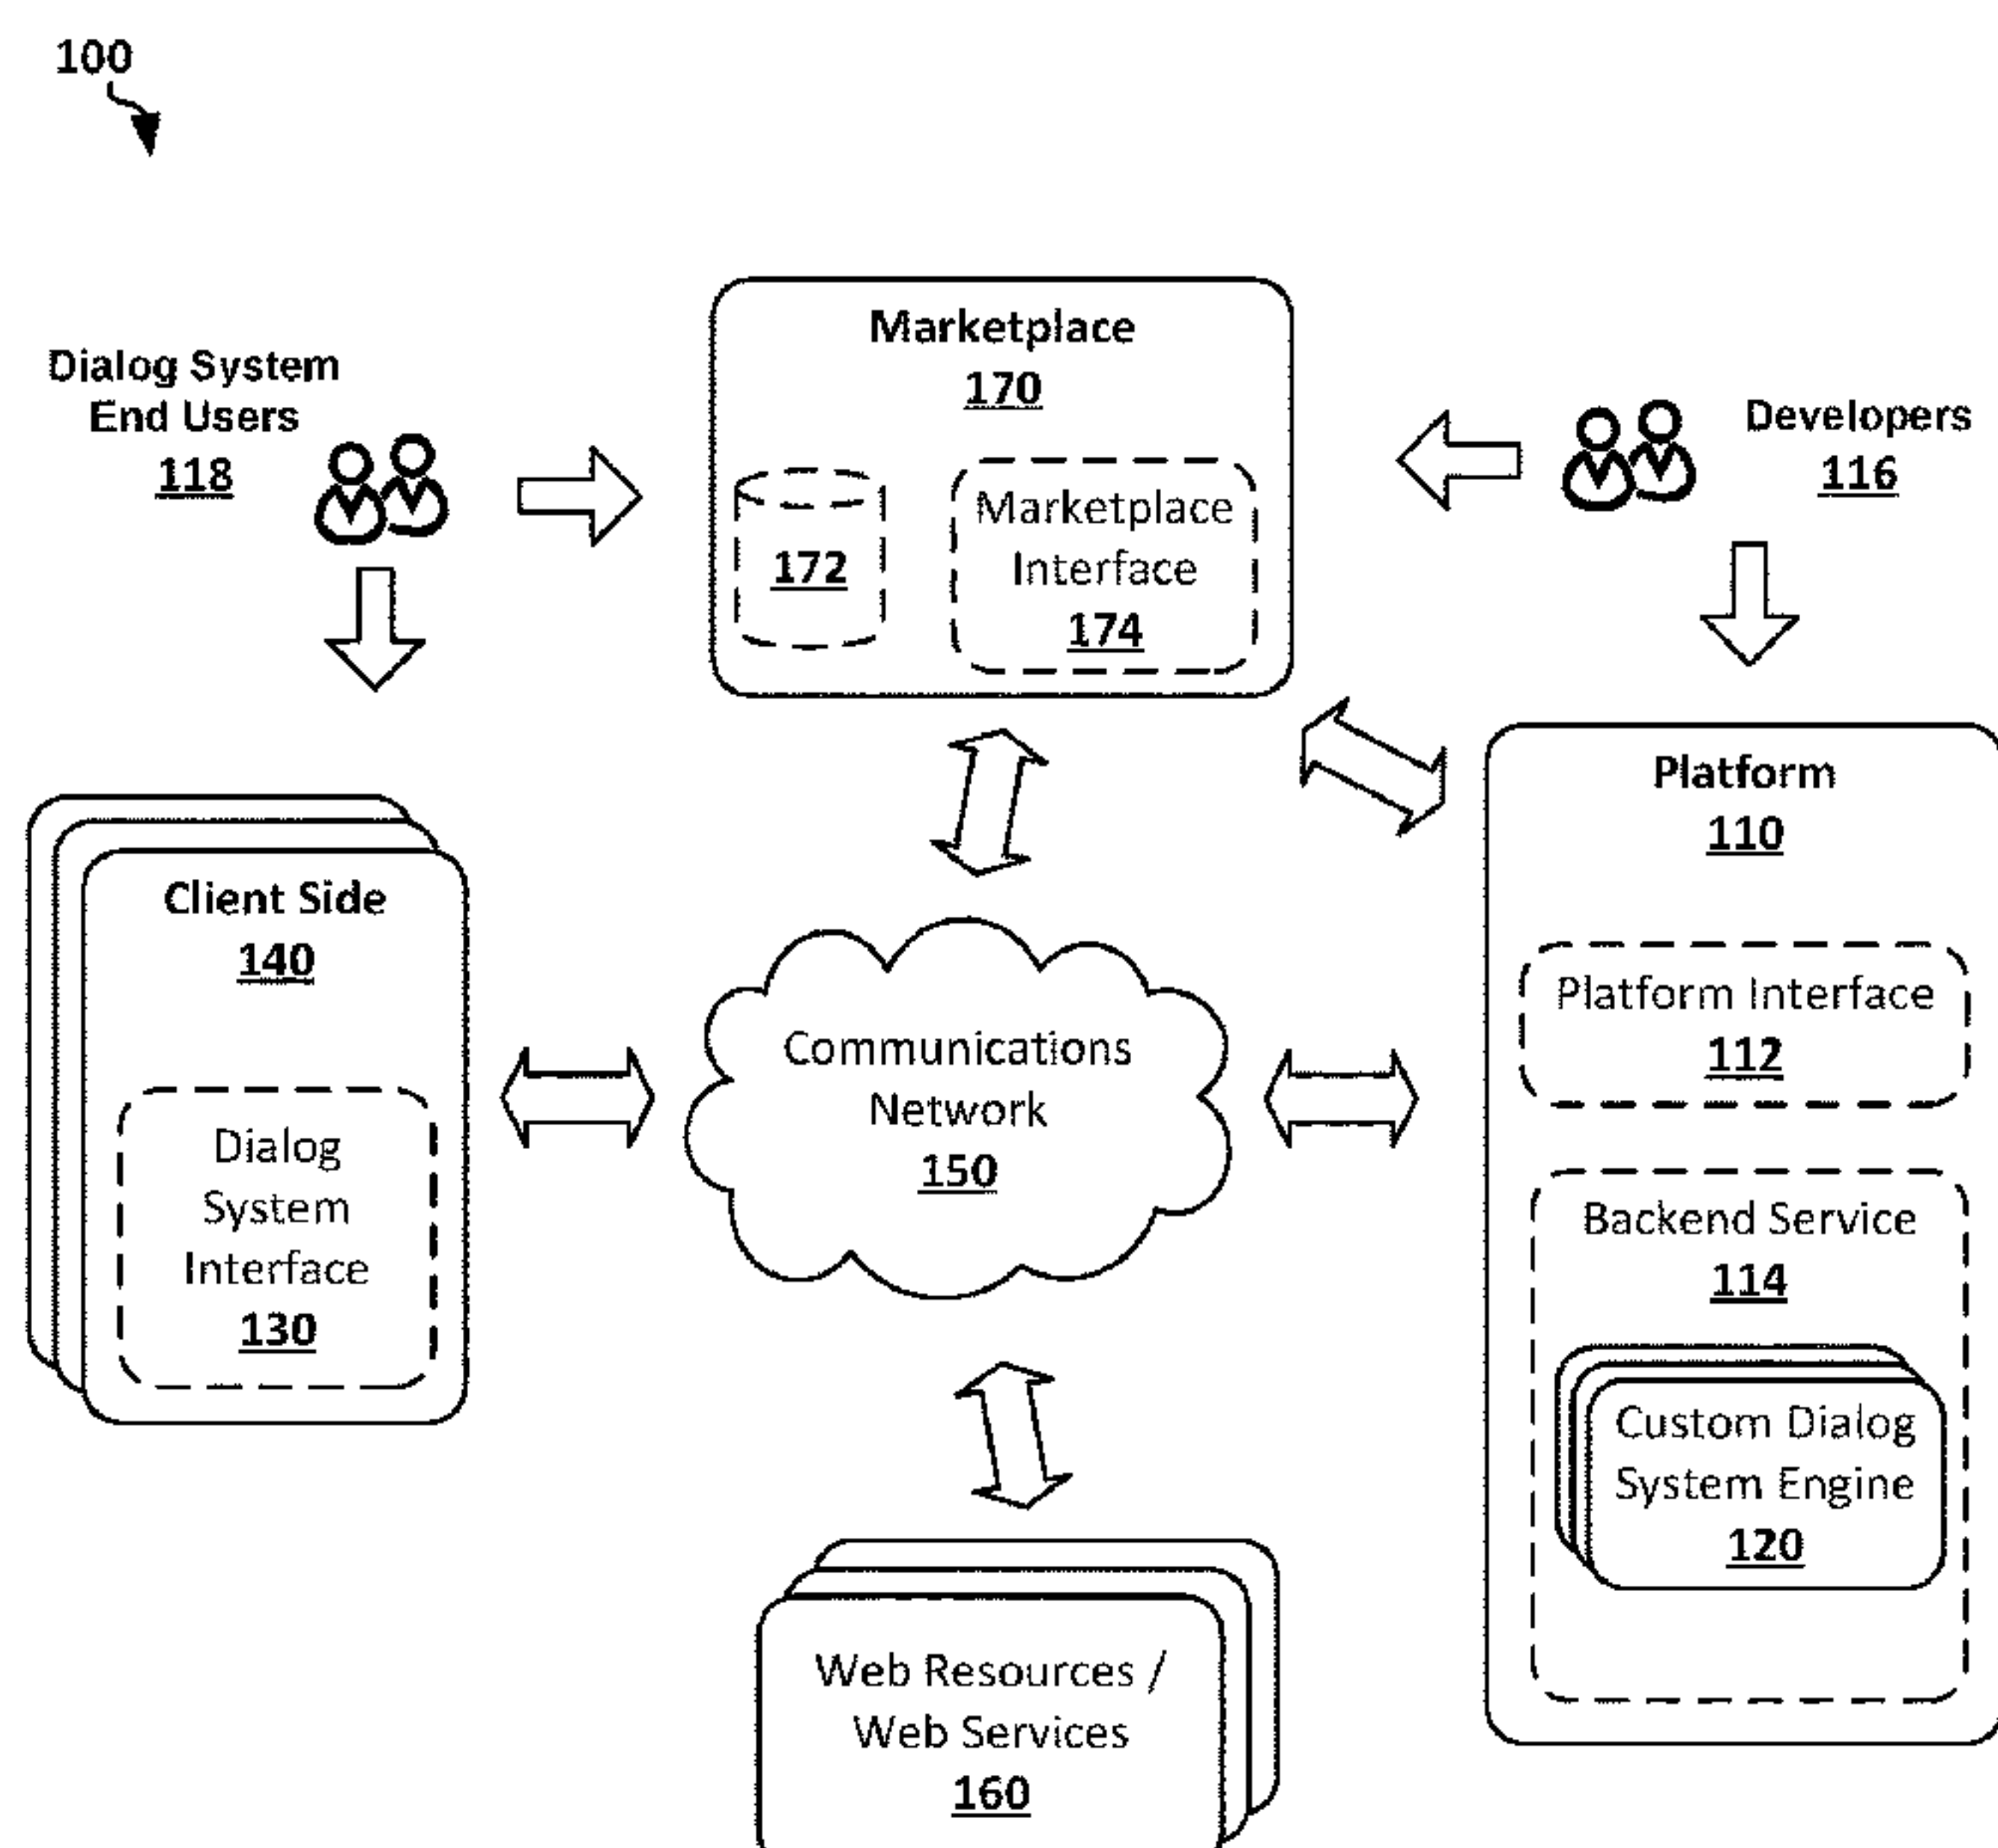 100
Marketplace
170
172
Marketplace
Interface
174
Dialog System
End Users
118
Developers
116
Client Side
140
Dialog
System
Interface
130
Communications
Network
150
Platform
110
Platform Interface
112
Backend Service
114
Custom Dialog
System Engine
120
Web Resources /
Web Services
160